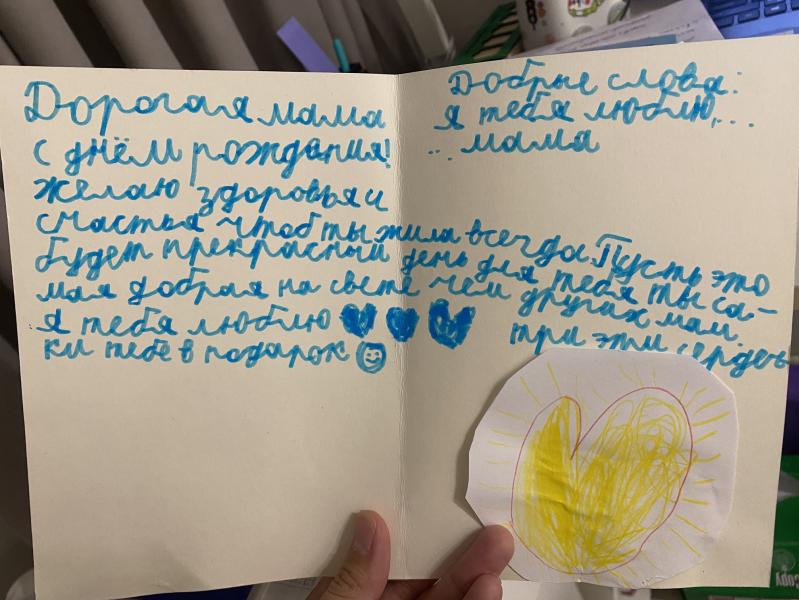 Дорогая мама
с днём рождения!
желаю здоровья и
счастья чтоб ты жила всегда. Пусть это
будет прекрасный день для тебя ты са-
мая добрая на свете чем других мам.
я тебя люблю три эти сердеч
ки тебе в подарок
Добрые слова:
я тебя люблю,...
... мама
copy